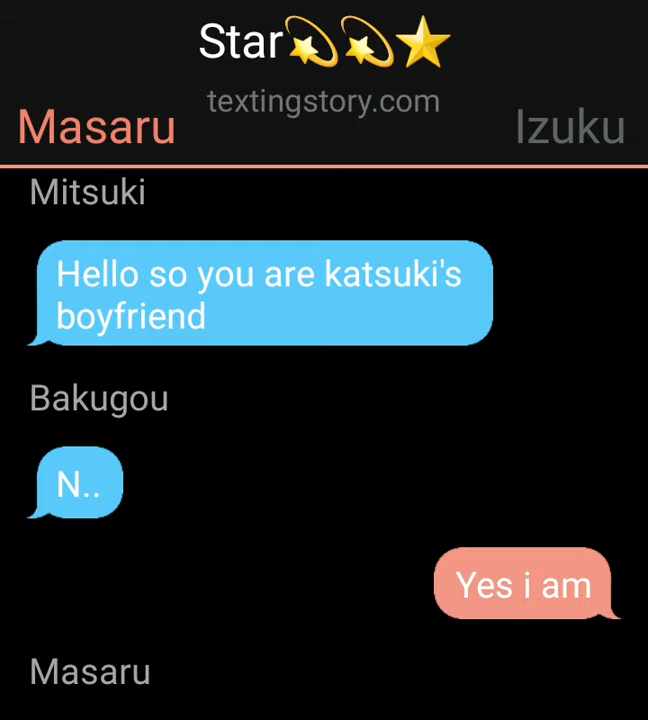 Star💫💫⭐
textingstory.com
Masaru
Izuku
Mitsuki
Hello so you are katsuki's
boyfriend
Bakugou
N..
Yes i am
Masaru